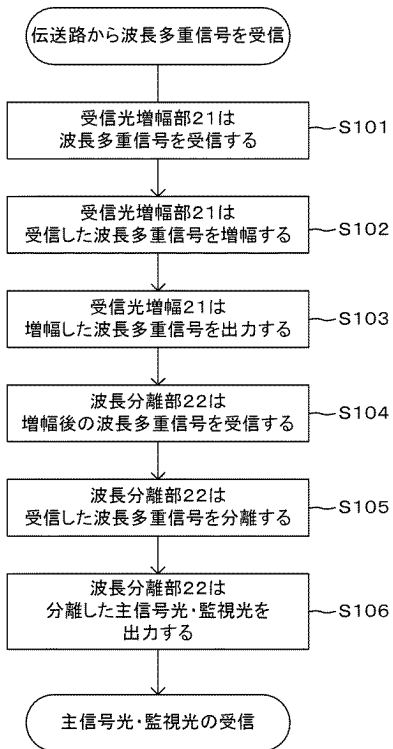 伝送路から波長多重信号を受信
受信光増幅部21は
波長多重信号を受信する
S101
受信光増幅部21は
受信した波長多重信号を増幅する
S102
受信光増幅21は
増幅した波長多重信号を出力する
S103
波長分離部22は
増幅後の波長多重信号を受信する
S104
波長分離部22は
受信した波長多重信号を分離する
S105
波長分離部22は
分離した主信号光・監視光を
出力する
S106
主信号光・監視光の受信